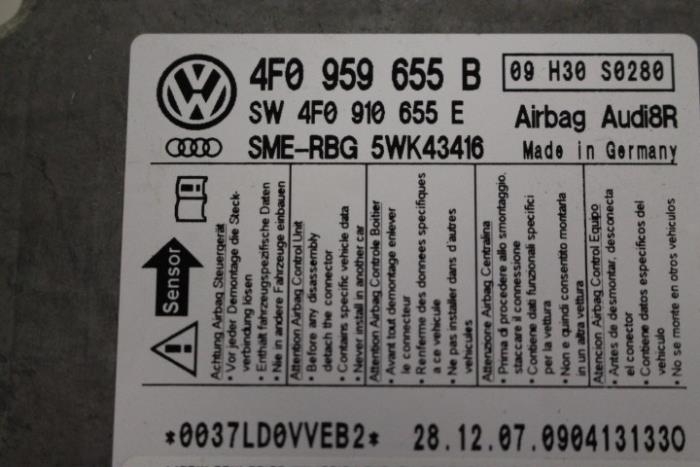 4F0 959 655 B
09 H30 S0280
SW 4F0 910 655 E
Airbag Audi8R
SME-RBG 5WK43416
Made in Germany
Sensor
Achtung Airbag Steuergerät
• Vor jeder Demontage die Steck-
verbindung lösen
• Enthält fahrzeugspezifische Daten
• Nie in andere Fahrzeuge einbauen
Attention Airbag Control Unit
• Before any disassembly
detach the connector
• Contains specific vehicle data
• Never install in another car
Attention Airbag Controle Boitier
• Avant tout demontage enlever
le connecteur
• Renferme des donnees specifiques
a ce vehicule
• Ne pas installer dans d'autres
vehicules
Attenzione Airbag Centralina
• Prima di procedere allo smontaggio,
staccare il connessione
• Contiene dati funzionali specifici
per la vettura
• Non e quindi consentito montarla
in un altra vettura
Atencion Airbag Control Equipo
• Antes de desmontar, desconecta
el conector
• Contiene datos especificos del
vehiculo
• No se monte en otros vehiculos
*0037LD0VVEB2* 28.12.07.0904131330